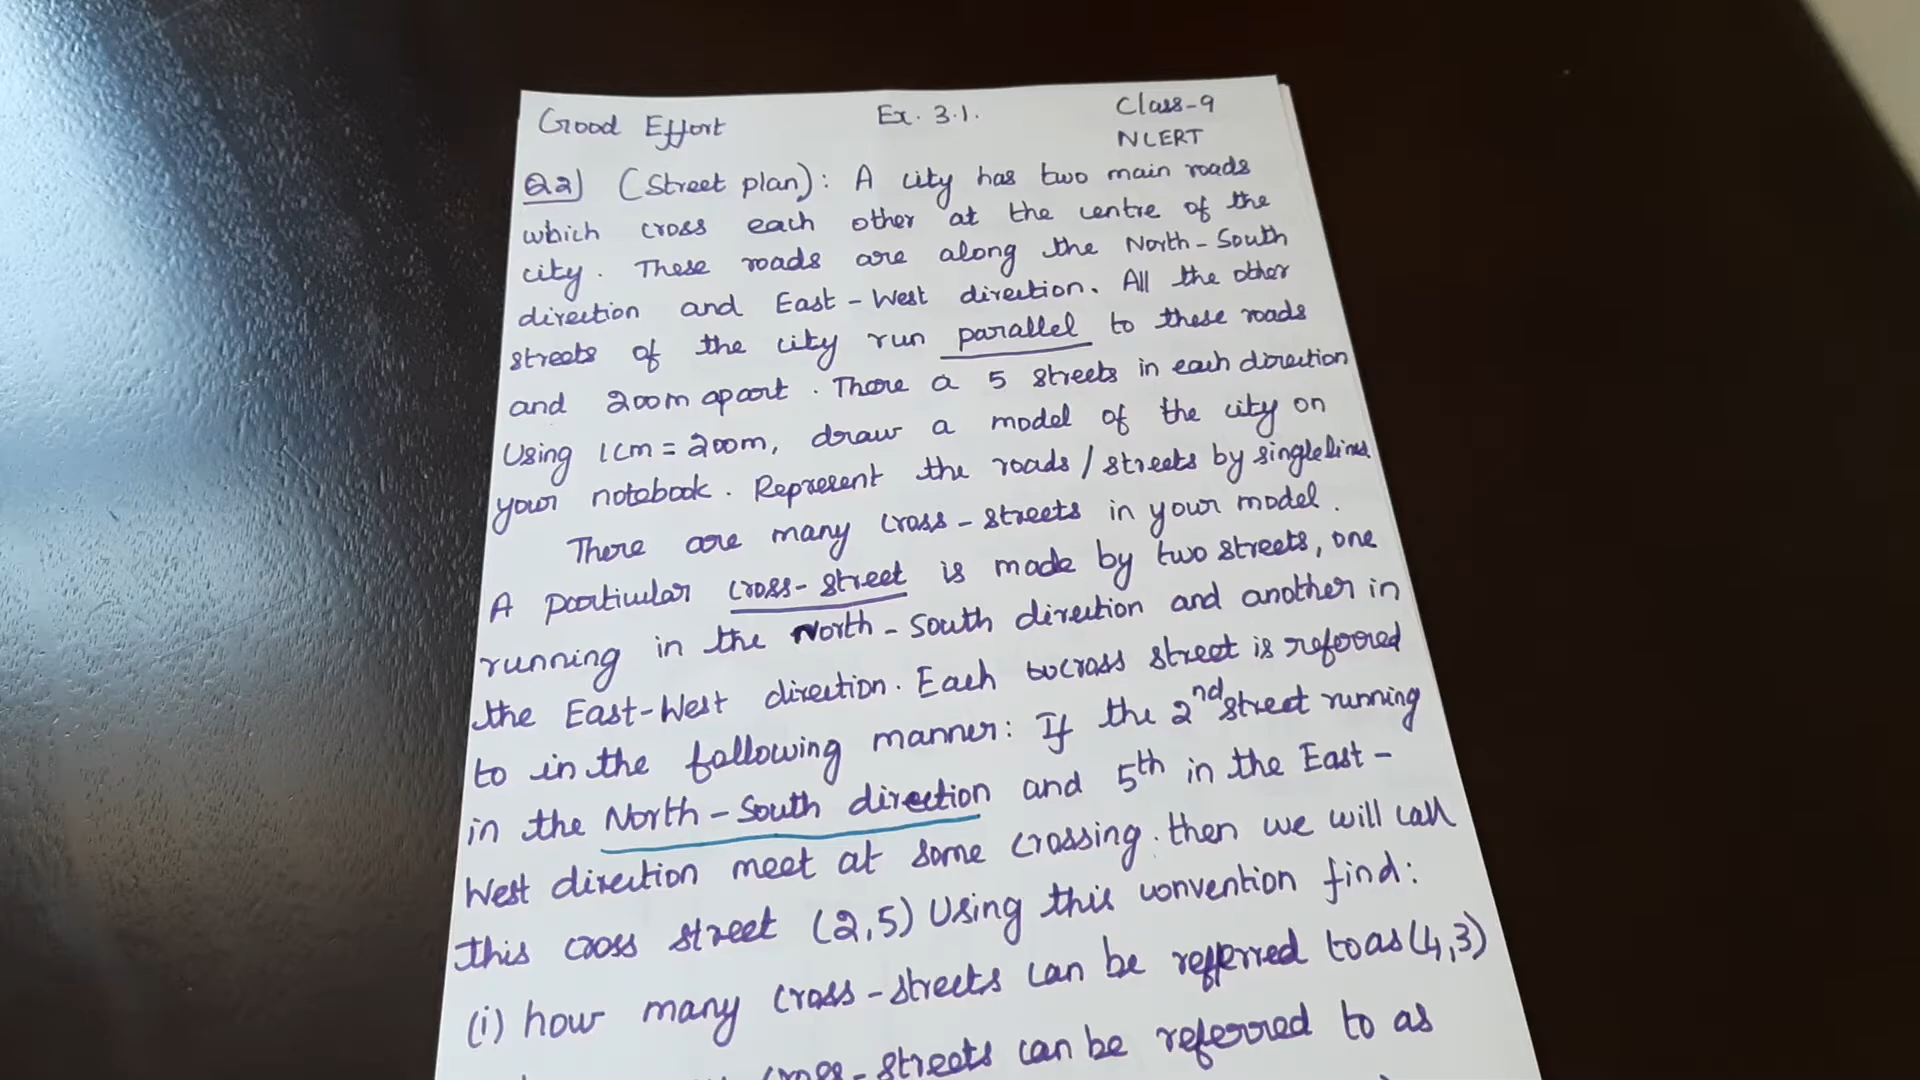 Good Effort Ex. 3.1. Class-9
NCERT
Q2) (Street plan): A city has two main roads
which cross each other at the centre of the
city. These roads are along the North-South
direction and East-West direction. All the other
streets of the city run parallel to these roads
and 200m apart. There a 5 streets in each direction
Using 1cm = 200m, draw a model of the city on
your notebook. Represent the roads/streets by single lines.
There are many cross-streets in your model.
A particular cross-street is made by two streets, one
running in the North-South direction and another in
the East-West direction. Each cross street is referred
to in the following manner: If the 2nd street running
in the North-South direction and 5th in the East-
West direction meet at some crossing. then we will call
this cross street (2,5) Using this convention find:
(i) how many cross-streets can be referred to as (4,3)
cross-streets can be referred to as